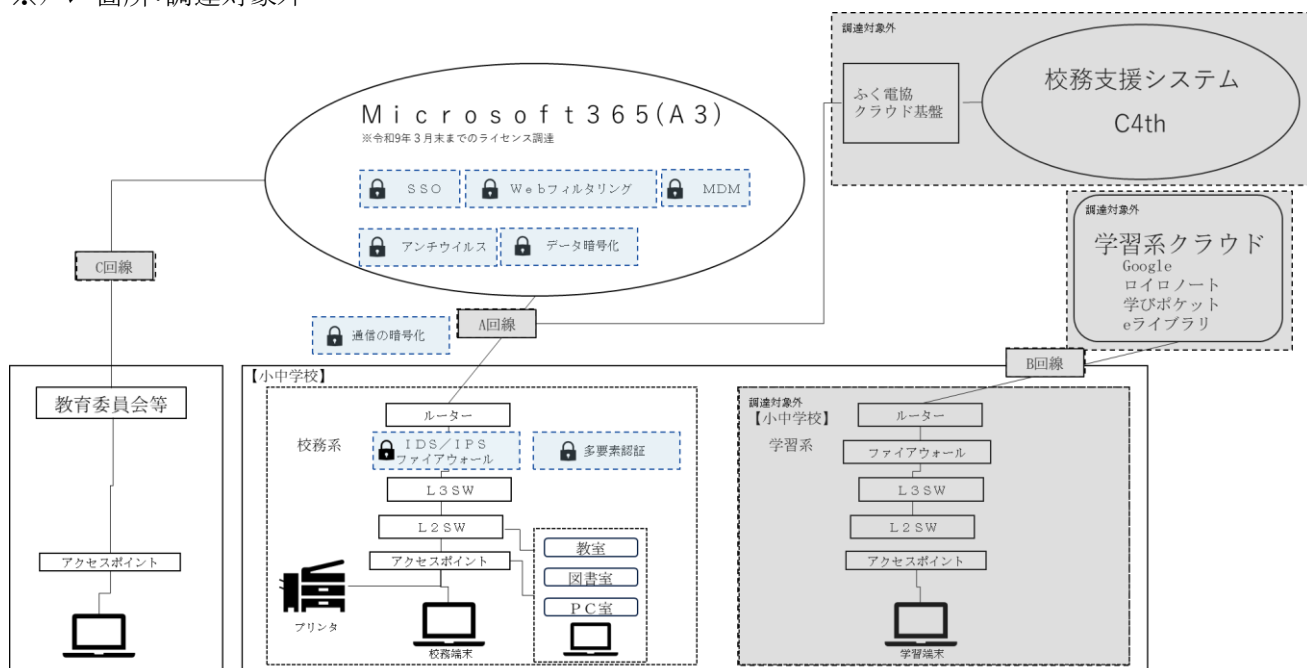 調達対象外
ふく電協
クラウド基盤
校務支援システム
C4th
Microsoft365(A3)
※令和9年3月末までのライセンス調達
SSO
Webフィルタリング
MDM
アンチウイルス
データ暗号化
調達対象外
学習系クラウド
Google
ロイロノート
学びポケット
eライブラリ
C回線
通信の暗号化
A回線
B回線
教育委員会等
アクセスポイント
【小中学校】
校務系
ルーター
IDS/IPS
ファイアウォール
多要素認証
L3SW
L2SW
アクセスポイント
教室
図書室
PC室
プリンタ
校務端末
調達対象外
【小中学校】
学習系
ルーター
ファイアウォール
L3SW
L2SW
アクセスポイント
学習端末